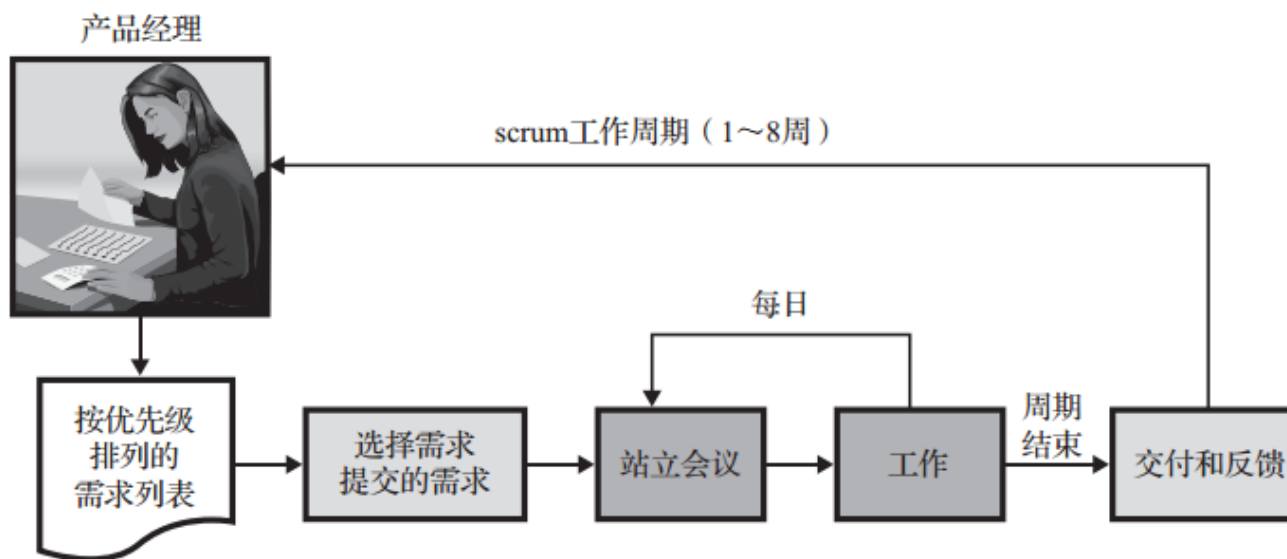 产品经理
scrum工作周期（1～8周）
每日
按优先级
排列的
需求列表
选择需求
提交的需求
站立会议
工作
周期
结束
交付和反馈